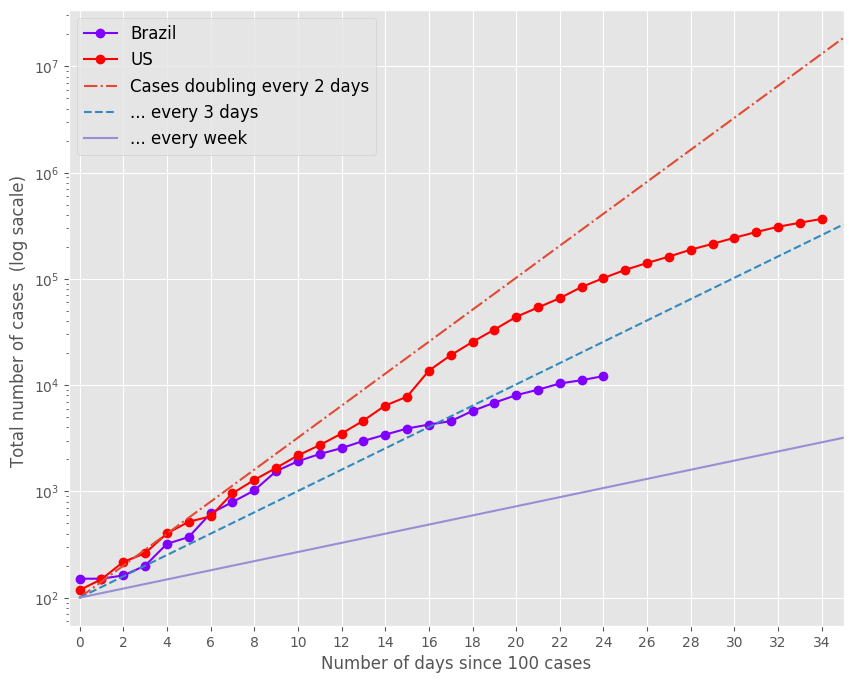 Brazil
US
Cases doubling every 2 days
... every 3 days
... every week
Total number of cases  (log sacale)
10^7
10^6
10^5
10^4
10^3
10^2
0 2 4 6 8 10 12 14 16 18 20 22 24 26 28 30 32 34
Number of days since 100 cases